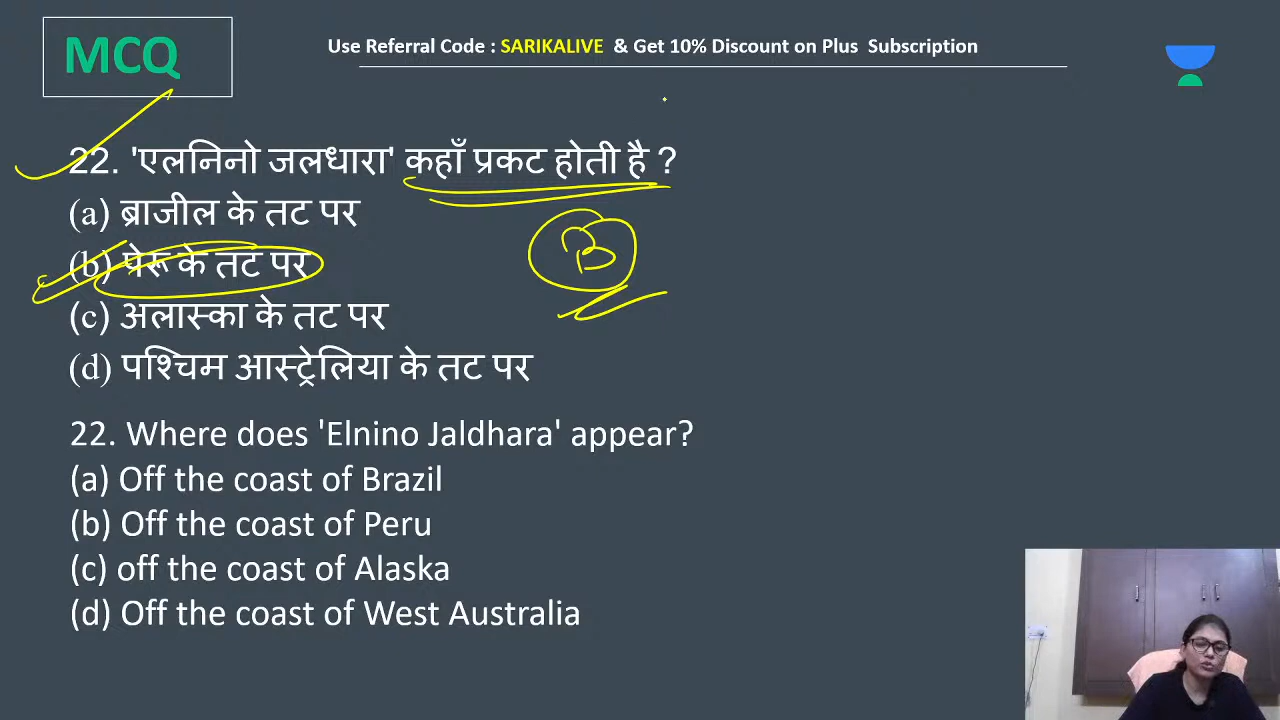 MCQ
Use Referral Code : SARIKALIVE & Get 10% Discount on Plus Subscription
22. 'एलनिनो जलधारा' कहाँ प्रकट होती है ?
(a) ब्राजील के तट पर
(b) प्रेरू के तट पर
B
(c) अलास्का के तट पर
(d) पश्चिम आस्ट्रेलिया के तट पर
22. Where does 'Elnino Jaldhara' appear?
(a) Off the coast of Brazil
(b) Off the coast of Peru
(c) off the coast of Alaska
(d) Off the coast of West Australia